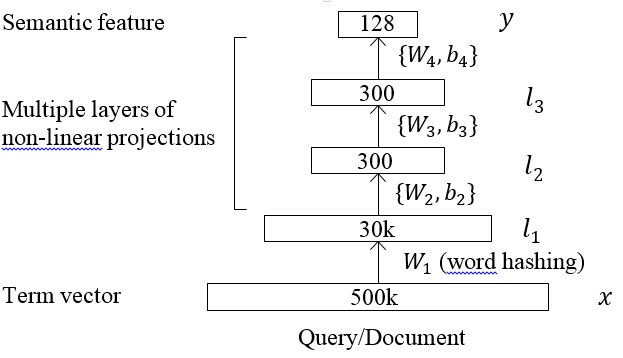 Semantic feature 128 y
{W₄, b₄}
300 l₃
Multiple layers of
non-linear projections
{W₃, b₃}
300 l₂
{W₂, b₂}
30k l₁
W₁ (word hashing)
Term vector 500k x
Query/Document